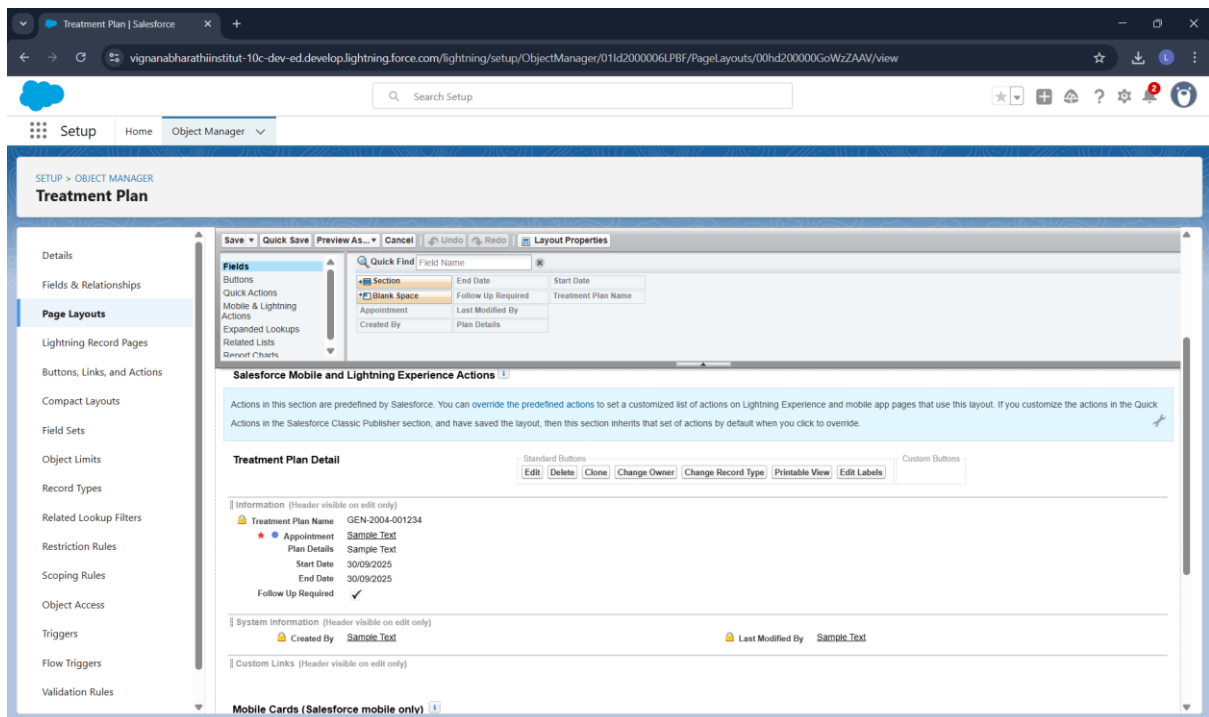 Treatment Plan | Salesforce
vignanabharathiinstitut-10c-dev-ed.develop.lightning.force.com/lightning/setup/ObjectManager/01Id2000006LPBF/PageLayouts/00hd200000GoWzZAAV/view
L
Search Setup
2
Setup Home Object Manager
SETUP > OBJECT MANAGER
Treatment Plan
Details
Fields & Relationships
Page Layouts
Lightning Record Pages
Buttons, Links, and Actions
Compact Layouts
Field Sets
Object Limits
Record Types
Related Lookup Filters
Restriction Rules
Scoping Rules
Object Access
Triggers
Flow Triggers
Validation Rules
Save Quick Save Preview As... Cancel Undo Redo Layout Properties
Fields
Buttons
Quick Actions
Mobile & Lightning
Actions
Expanded Lookups
Related Lists
Report Charts
Quick Find Field Name
Section End Date Start Date
Blank Space Follow Up Required Treatment Plan Name
Appointment Last Modified By
Created By Plan Details
Salesforce Mobile and Lightning Experience Actions i
Actions in this section are predefined by Salesforce. You can override the predefined actions to set a customized list of actions on Lightning Experience and mobile app pages that use this layout. If you customize the actions in the Quick
Actions in the Salesforce Classic Publisher section, and have saved the layout, then this section inherits that set of actions by default when you click to override.
Treatment Plan Detail
Standard Buttons
Edit Delete Clone Change Owner Change Record Type Printable View Edit Labels
Custom Buttons
Information (Header visible on edit only)
Treatment Plan Name GEN-2004-001234
Appointment Sample Text
Plan Details Sample Text
Start Date 30/09/2025
End Date 30/09/2025
Follow Up Required ✓
System Information (Header visible on edit only)
Created By Sample Text Last Modified By Sample Text
Custom Links (Header visible on edit only)
Mobile Cards (Salesforce mobile only) i